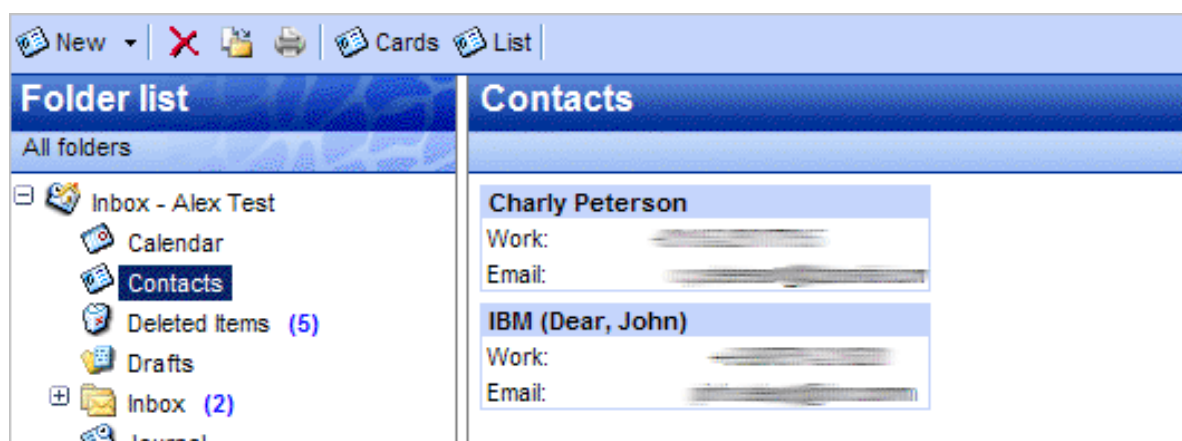 New Cards List
Folder list
All folders
Inbox - Alex Test
Calendar
Contacts
Deleted Items (5)
Drafts
Inbox (2)
Journal
Contacts
Charly Peterson
Work:
Email:
IBM (Dear, John)
Work:
Email: